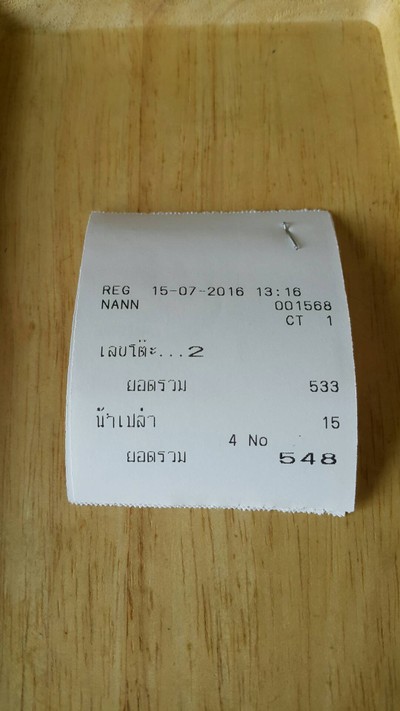 REG 15-07-2016 13:16
NANN 001568
CT 1
เลขโต๊ะ...2
ยอดรวม 533
น้ำเปล่า 15
4 No
ยอดรวม 548